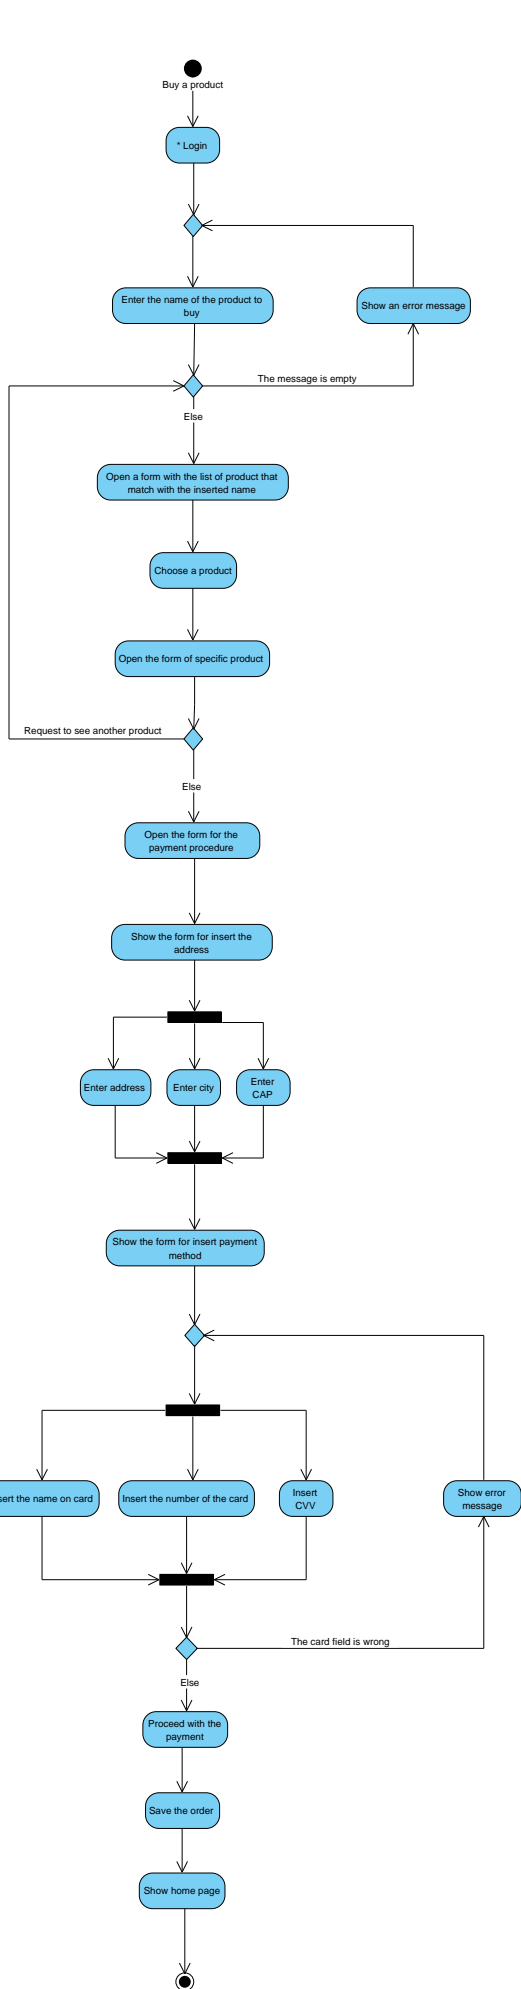 Buy a product
* Login
Enter the name of the product to
buy
Show an error message
The message is empty
Else
Open a form with the list of product that
match with the inserted name
Choose a product
Open the form of specific product
Request to see another product
Else
Open the form for the
payment procedure
Show the form for insert the
address
Enter address
Enter city
Enter
CAP
Show the form for insert payment
method
sert the name on card
Insert the number of the card
Insert
CVV
Show error
message
The card field is wrong
Else
Proceed with the
payment
Save the order
Show home page